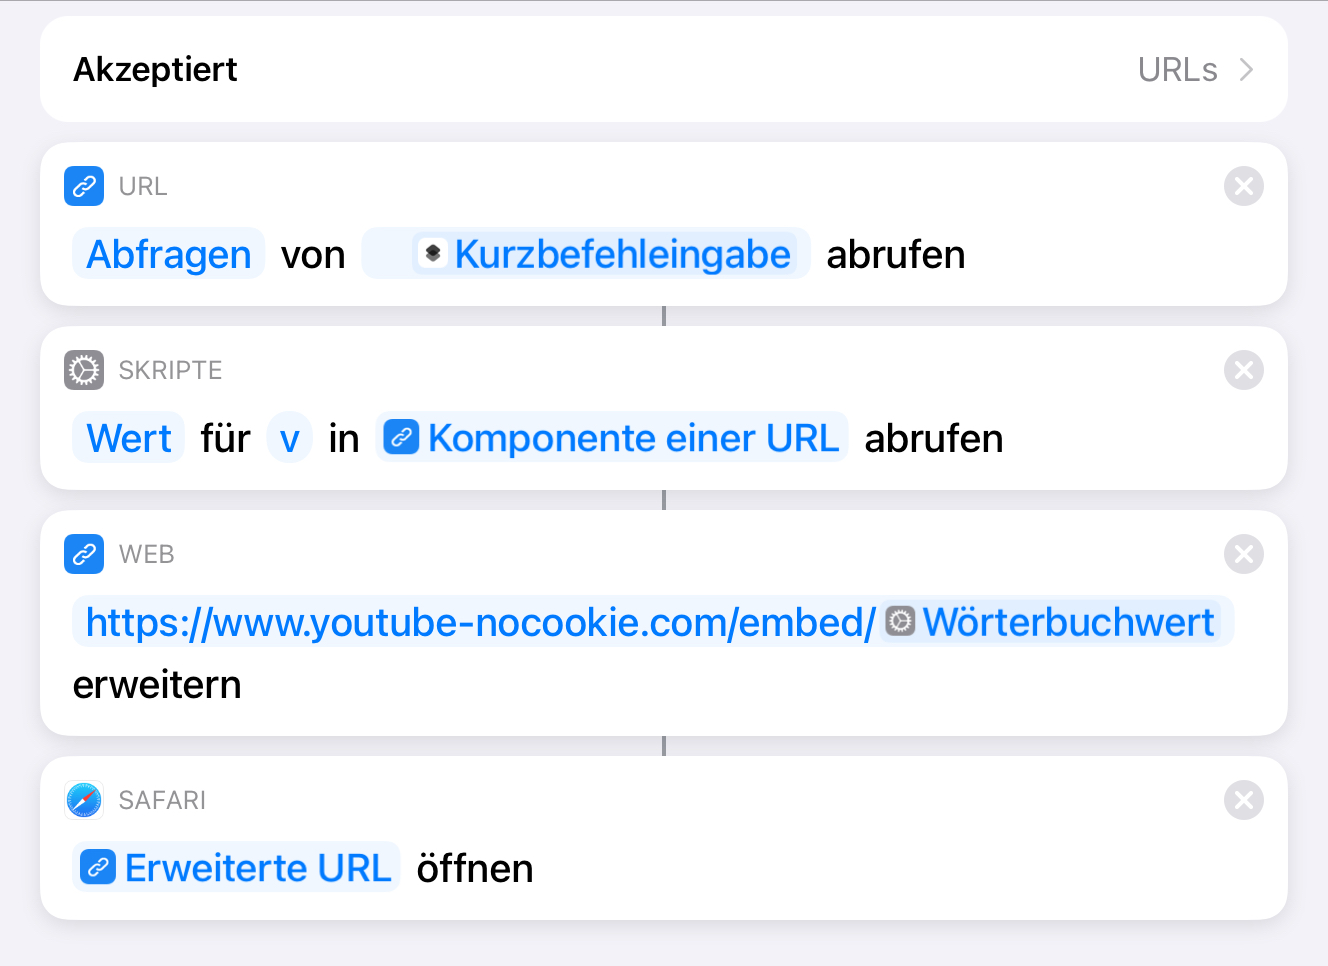 Akzeptiert URLs
URL
Abfragen von Kurzbefehleingabe abrufen
SKRIPTE
Wert für v in Komponente einer URL abrufen
WEB
https://www.youtube-nocookie.com/embed/ Wörterbuchwert
erweitern
SAFARI
Erweiterte URL öffnen